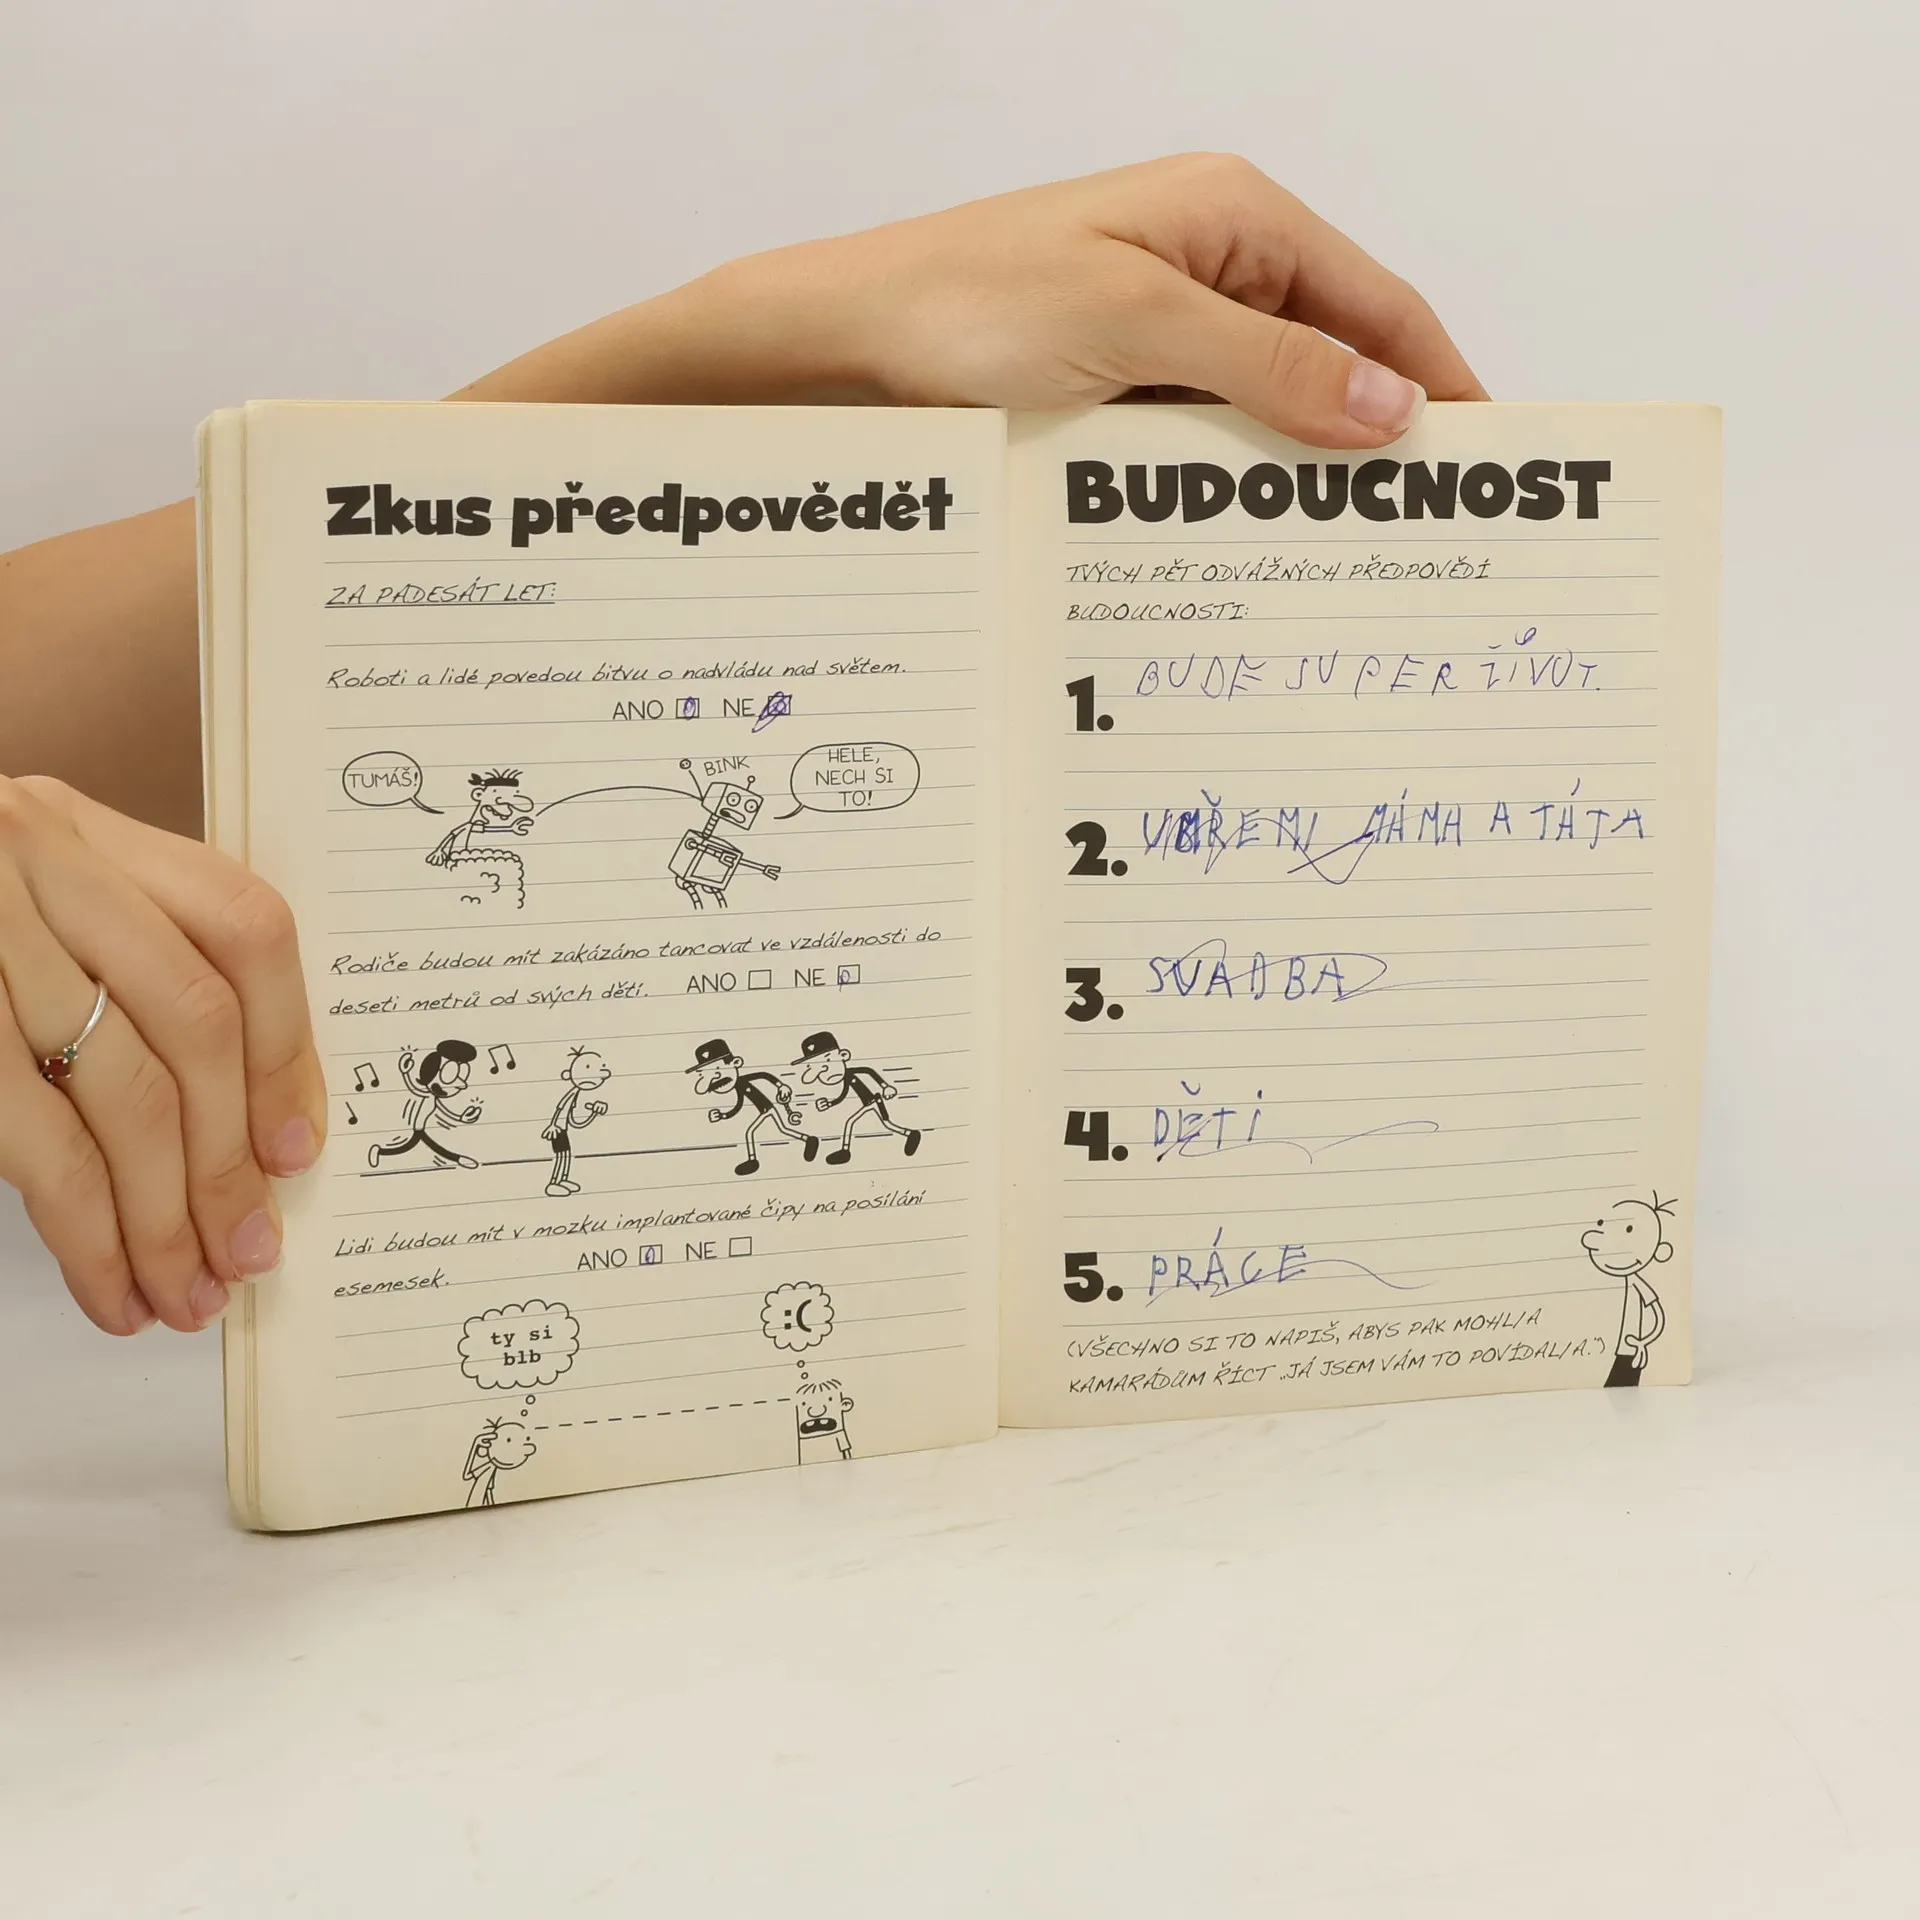 Zkus předpovědět
ZA PADESÁT LET:
Roboti a lidé povedou bitvu o nadvládu nad světem.
ANO NE
TUMÁŠ!
BINK
HELE,
NECH SI
TO!
Rodiče budou mít zakázáno tancovat ve vzdálenosti do
deseti metrů od svých dětí. ANO NE
Lidi budou mít v mozku implantované čipy na posílání
esemesek. ANO NE
ty si
blb
:(
BUDOUCNOST
TVÝCH PĚT ODVÁŽNÝCH PŘEDPOVĚDÍ
BUDOUCNOSTI:
1. BUDE SUPER ŽIVOT.
2. UMŘEMI MÁMA A TÁTA
3. SVADBA
4. DĚTI
5. PRÁCE
(VŠECHNO SI TO NAPIŠ, ABYS PAK MOHL/A
KAMARÁDŮM ŘÍCT „JÁ JSEM VÁM TO POVÍDAL/A.")